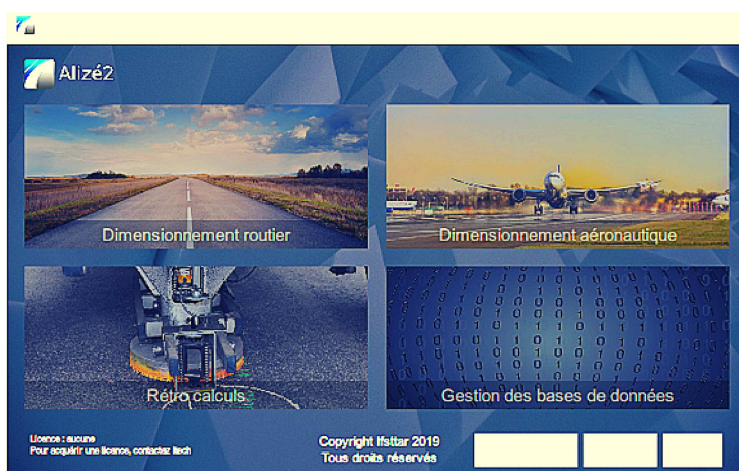 Alizé2
Dimensionnement routier
Dimensionnement aéronautique
Rétro calculs
Gestion des bases de données
Licence : aucune
Pour acquérir une licence, contactez Itech
Copyright Ifsttar 2019
Tous droits réservés